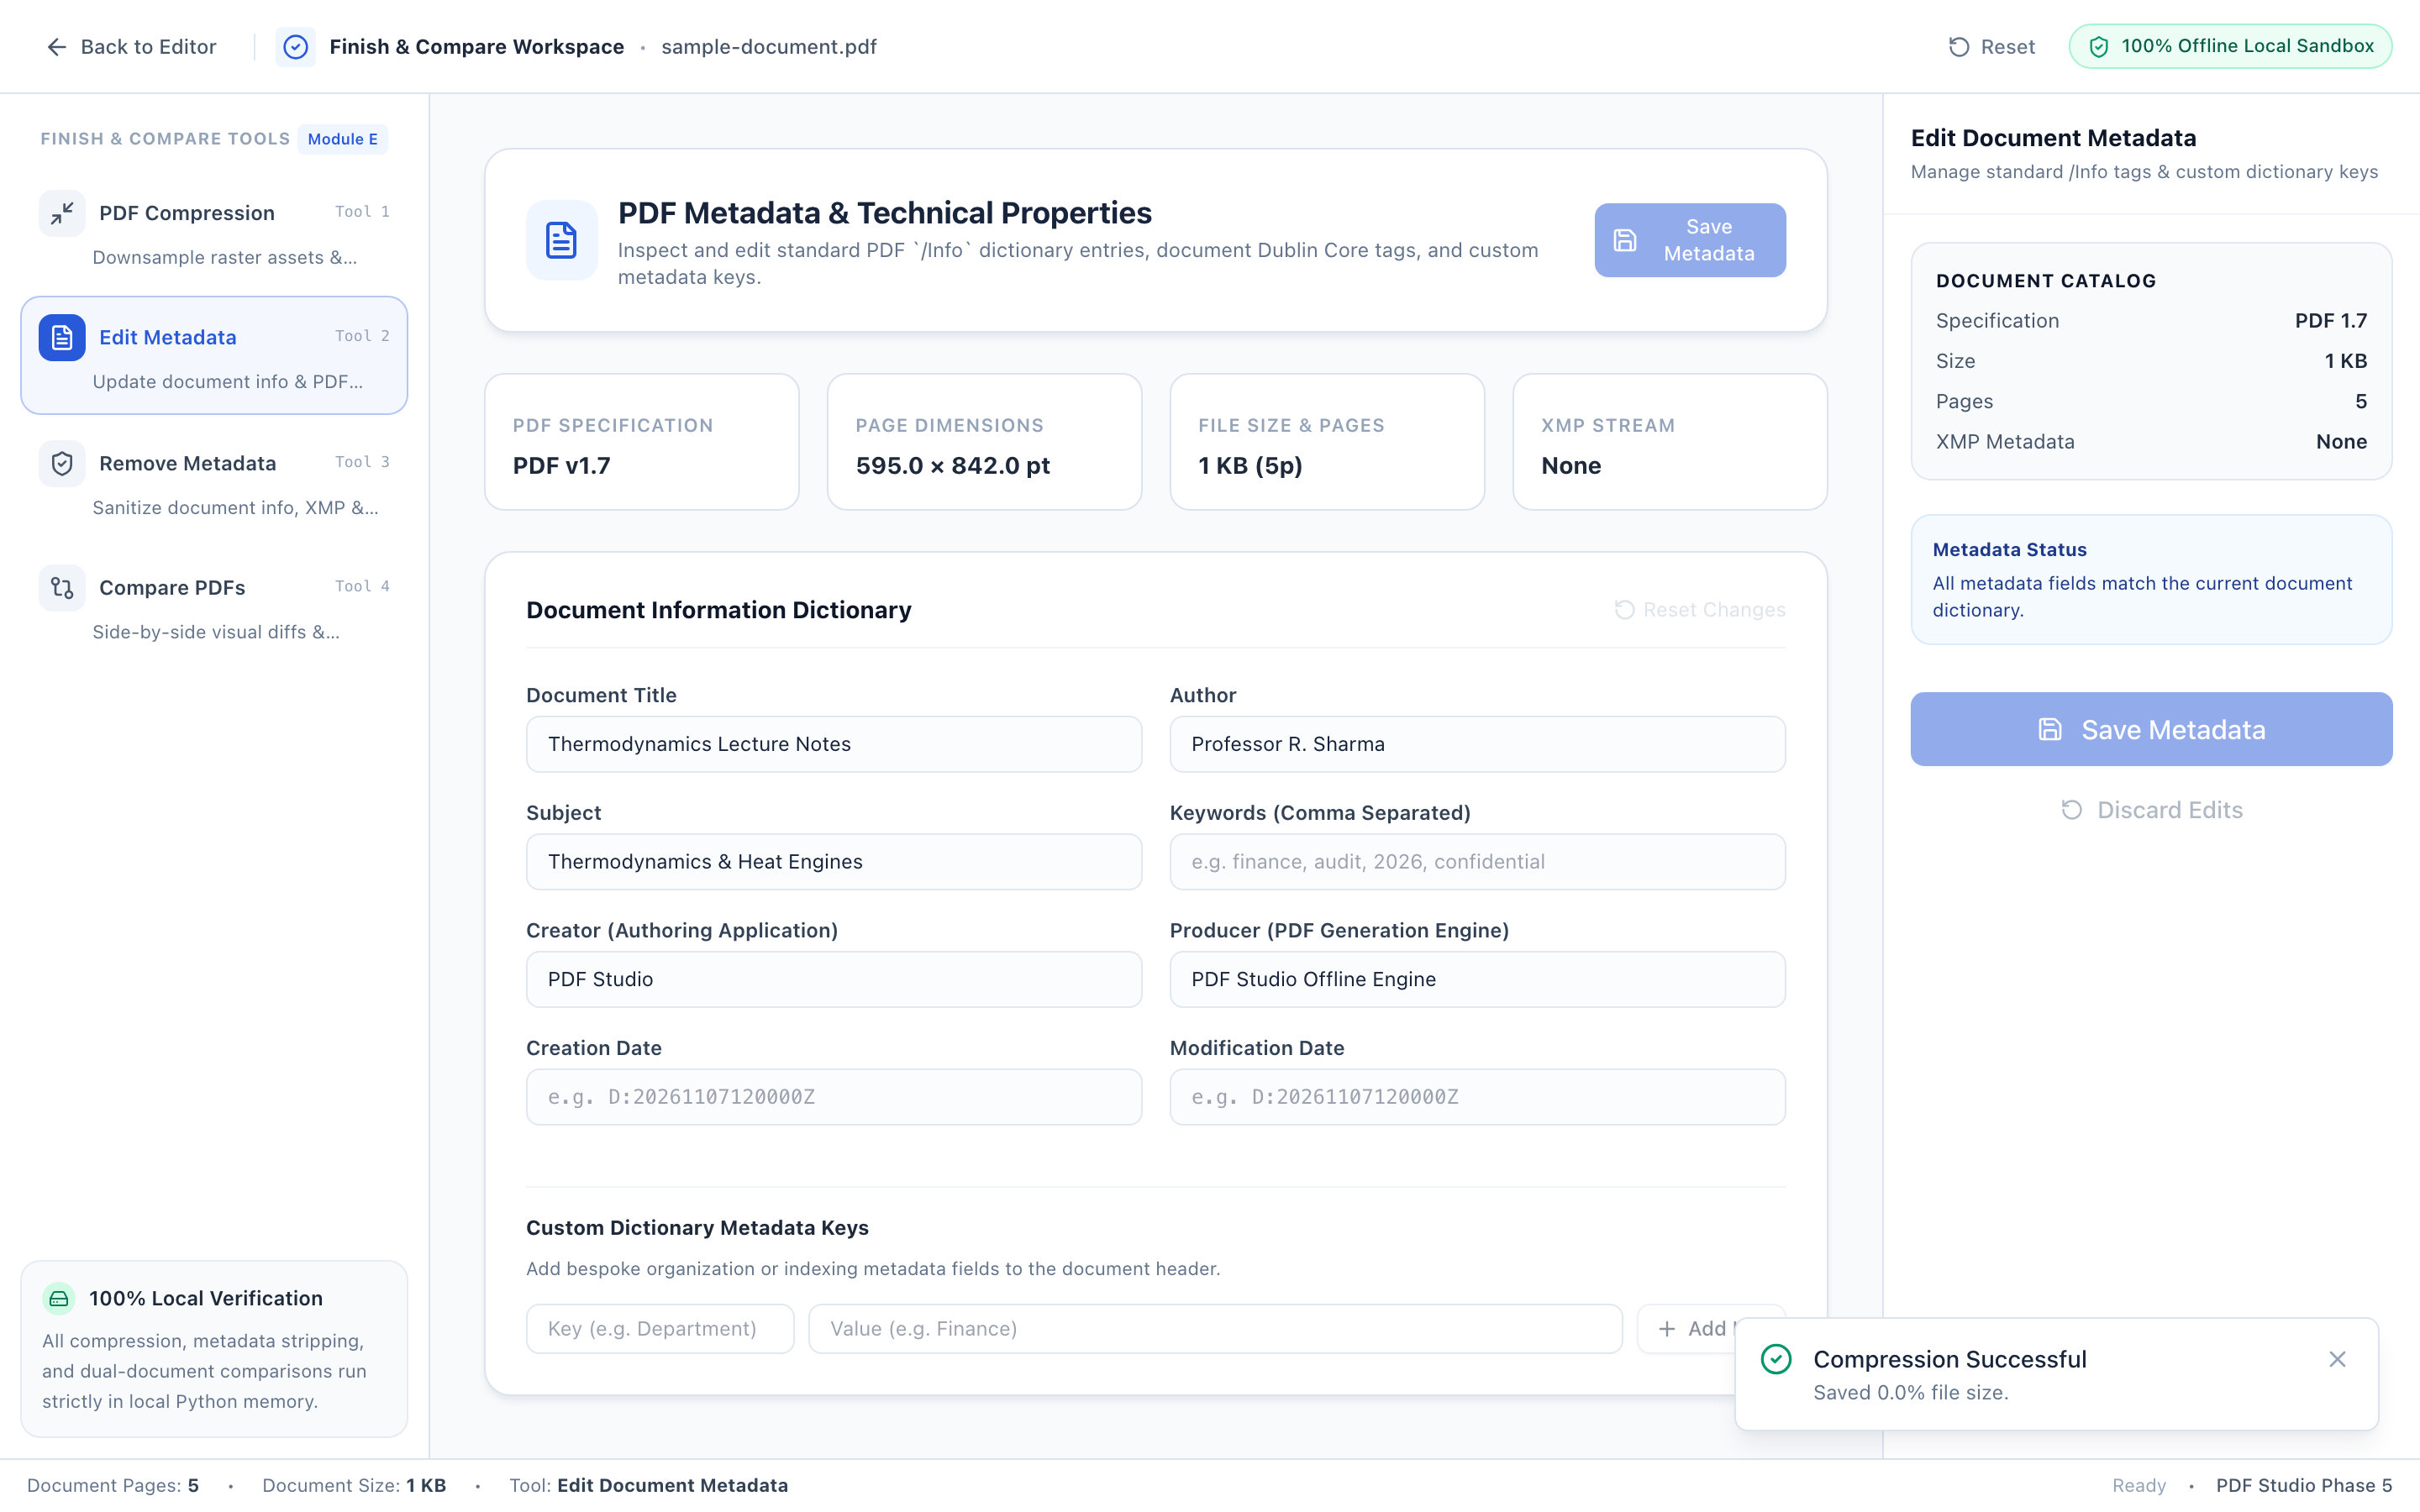 Back to Editor
Finish & Compare Workspace • sample-document.pdf
Reset
100% Offline Local Sandbox
FINISH & COMPARE TOOLS
Module E
PDF Compression
Tool 1
Downsample raster assets &...
Edit Metadata
Tool 2
Update document info & PDF...
Remove Metadata
Tool 3
Sanitize document info, XMP &...
Compare PDFs
Tool 4
Side-by-side visual diffs &...
100% Local Verification
All compression, metadata stripping,
and dual-document comparisons run
strictly in local Python memory.
PDF Metadata & Technical Properties
Inspect and edit standard PDF `/Info` dictionary entries, document Dublin Core tags, and custom
metadata keys.
Save
Metadata
PDF SPECIFICATION
PDF v1.7
PAGE DIMENSIONS
595.0 × 842.0 pt
FILE SIZE & PAGES
1 KB (5p)
XMP STREAM
None
Document Information Dictionary
Reset Changes
Document Title
Thermodynamics Lecture Notes
Author
Professor R. Sharma
Subject
Thermodynamics & Heat Engines
Keywords (Comma Separated)
e.g. finance, audit, 2026, confidential
Creator (Authoring Application)
PDF Studio
Producer (PDF Generation Engine)
PDF Studio Offline Engine
Creation Date
e.g. D:20261107120000Z
Modification Date
e.g. D:20261107120000Z
Custom Dictionary Metadata Keys
Add bespoke organization or indexing metadata fields to the document header.
Key (e.g. Department)
Value (e.g. Finance)
Add
Edit Document Metadata
Manage standard /Info tags & custom dictionary keys
DOCUMENT CATALOG
Specification PDF 1.7
Size 1 KB
Pages 5
XMP Metadata None
Metadata Status
All metadata fields match the current document
dictionary.
Save Metadata
Discard Edits
Compression Successful
Saved 0.0% file size.
Document Pages: 5 • Document Size: 1 KB • Tool: Edit Document Metadata
Ready • PDF Studio Phase 5